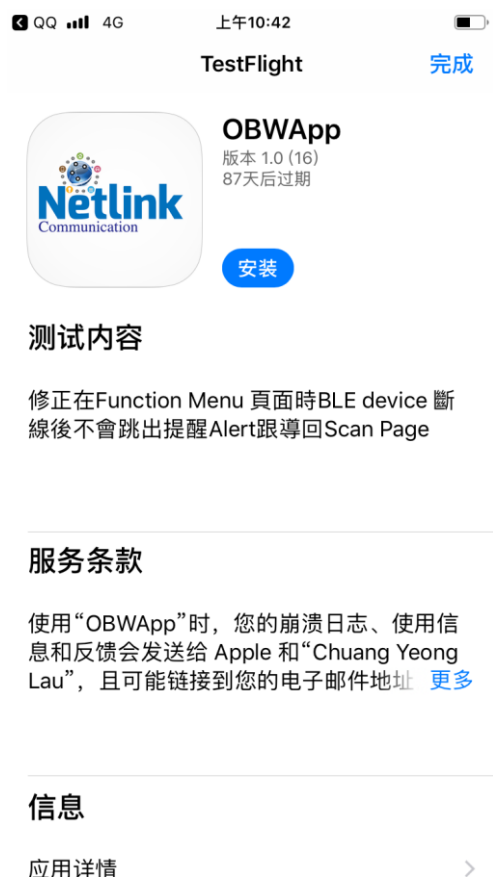 QQ 4G 上午10:42
TestFlight 完成
OBWApp
版本 1.0 (16)
87天后过期
Netlink
Communication
安装
测试内容
修正在Function Menu 頁面時BLE device 斷
線後不會跳出提醒Alert跟導回Scan Page
服务条款
使用“OBWApp”时，您的崩溃日志、使用信
息和反馈会发送给 Apple 和“Chuang Yeong
Lau”，且可能链接到您的电子邮件地址 更多
信息
应用详情